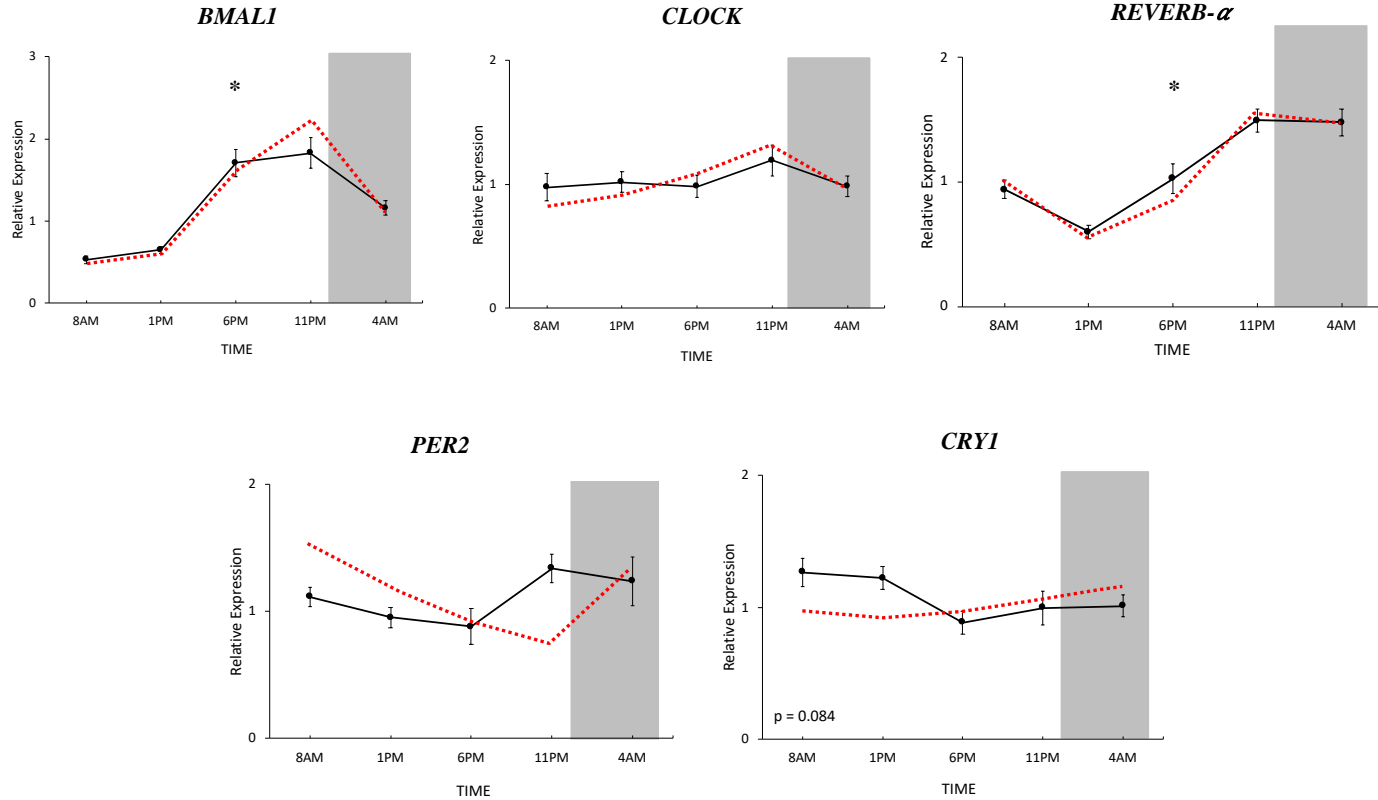 BMAL1
3
2
1
0
Relative Expression
*
8AM 1PM 6PM 11PM 4AM
TIME
CLOCK
2
1
0
Relative Expression
8AM 1PM 6PM 11PM 4AM
TIME
REVERB-α
2
1
0
Relative Expression
*
8AM 1PM 6PM 11PM 4AM
TIME
PER2
2
1
0
Relative Expression
8AM 1PM 6PM 11PM 4AM
TIME
CRY1
2
1
0
Relative Expression
p = 0.084
8AM 1PM 6PM 11PM 4AM
TIME